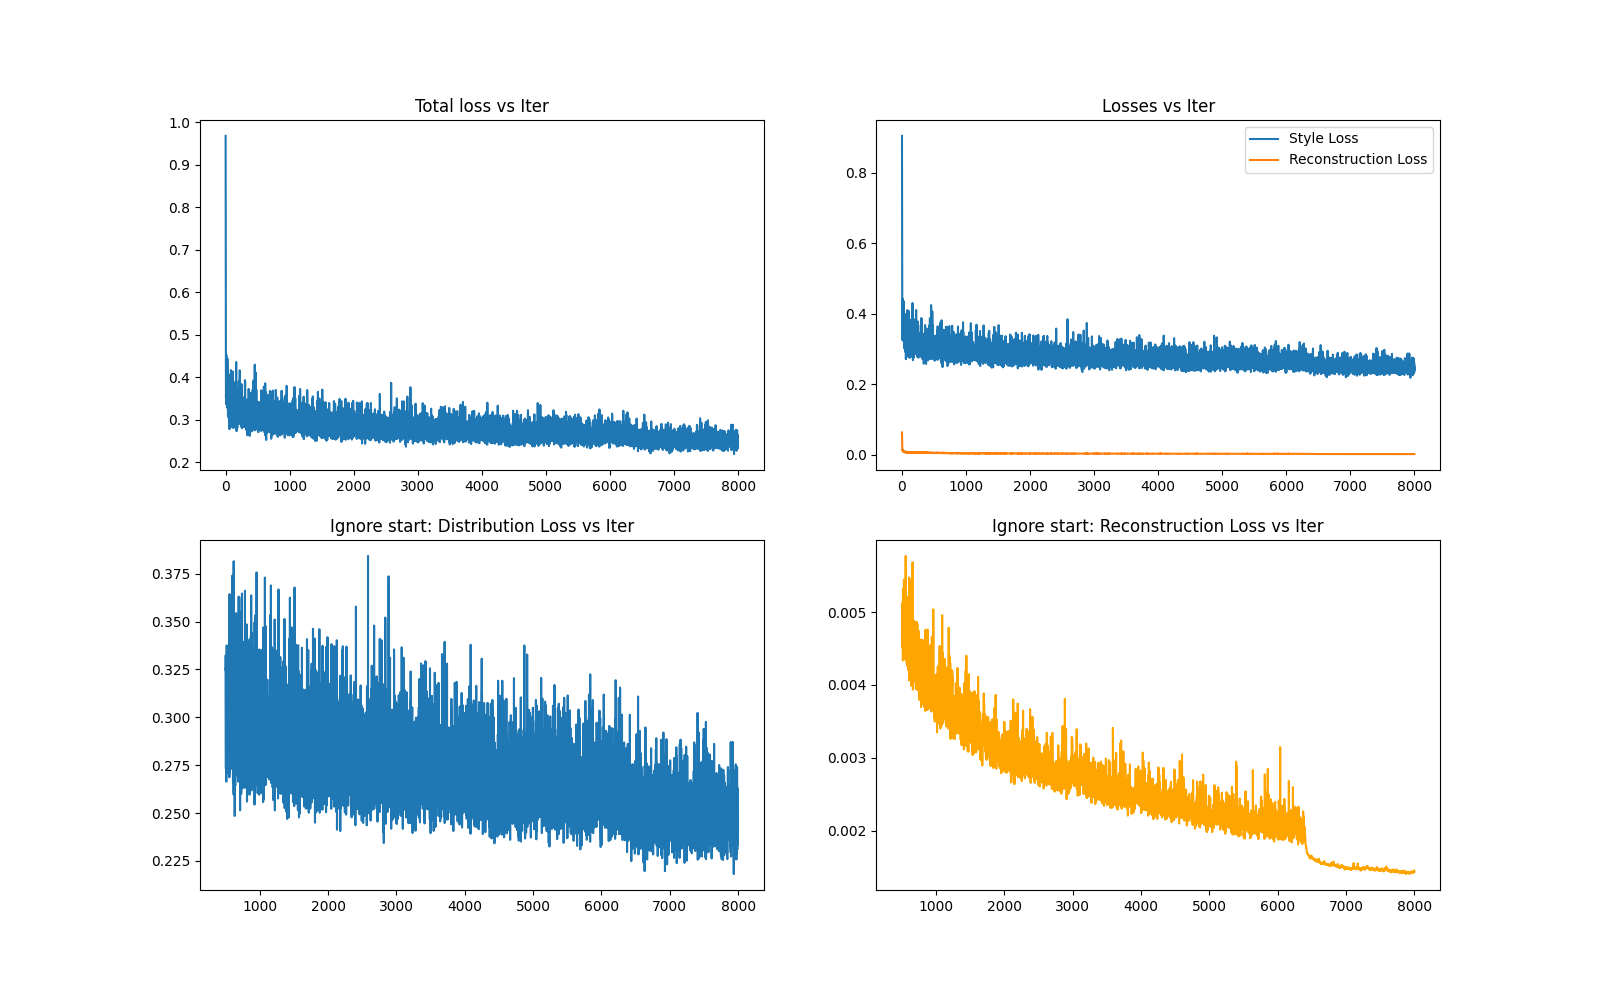 Total loss vs Iter
1.0
0.9
0.8
0.7
0.6
0.5
0.4
0.3
0.2
0 1000 2000 3000 4000 5000 6000 7000 8000
Losses vs Iter
Style Loss
Reconstruction Loss
0.8
0.6
0.4
0.2
0.0
0 1000 2000 3000 4000 5000 6000 7000 8000
Ignore start: Distribution Loss vs Iter
0.375
0.350
0.325
0.300
0.275
0.250
0.225
1000 2000 3000 4000 5000 6000 7000 8000
Ignore start: Reconstruction Loss vs Iter
0.005
0.004
0.003
0.002
1000 2000 3000 4000 5000 6000 7000 8000